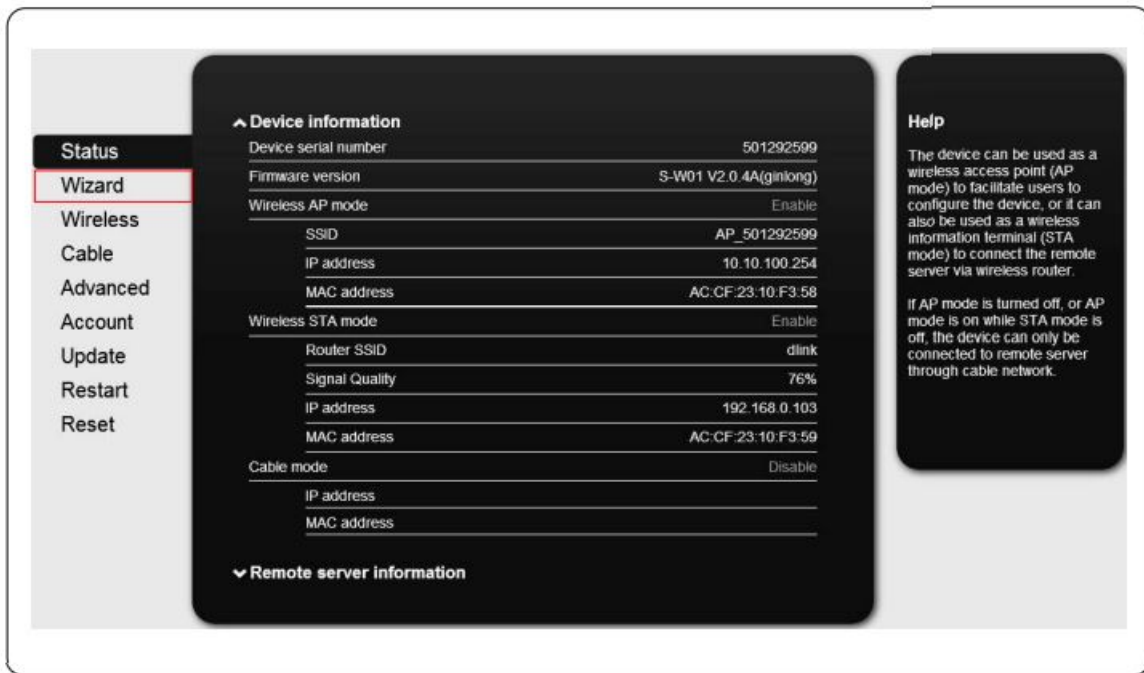 Status
Wizard
Wireless
Cable
Advanced
Account
Update
Restart
Reset
Device information
Device serial number 501292599
Firmware version S-W01 V2.0.4A(ginlong)
Wireless AP mode Enable
SSID AP_501292599
IP address 10.10.100.254
MAC address AC:CF:23:10:F3:58
Wireless STA mode Enable
Router SSID dlink
Signal Quality 76%
IP address 192.168.0.103
MAC address AC:CF:23:10:F3:59
Cable mode Disable
IP address
MAC address
Remote server information
Help
The device can be used as a
wireless access point (AP
mode) to facilitate users to
configure the device, or it can
also be used as a wireless
information terminal (STA
mode) to connect the remote
server via wireless router.
If AP mode is turned off, or AP
mode is on while STA mode is
off, the device can only be
connected to remote server
through cable network.